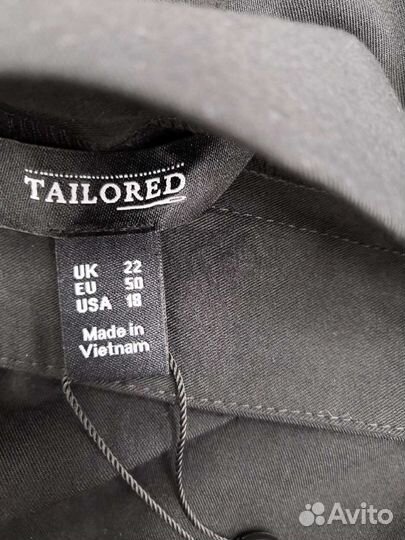 TAILORED
UK 22
EU 50
USA 18
Made in
Vietnam
Avito